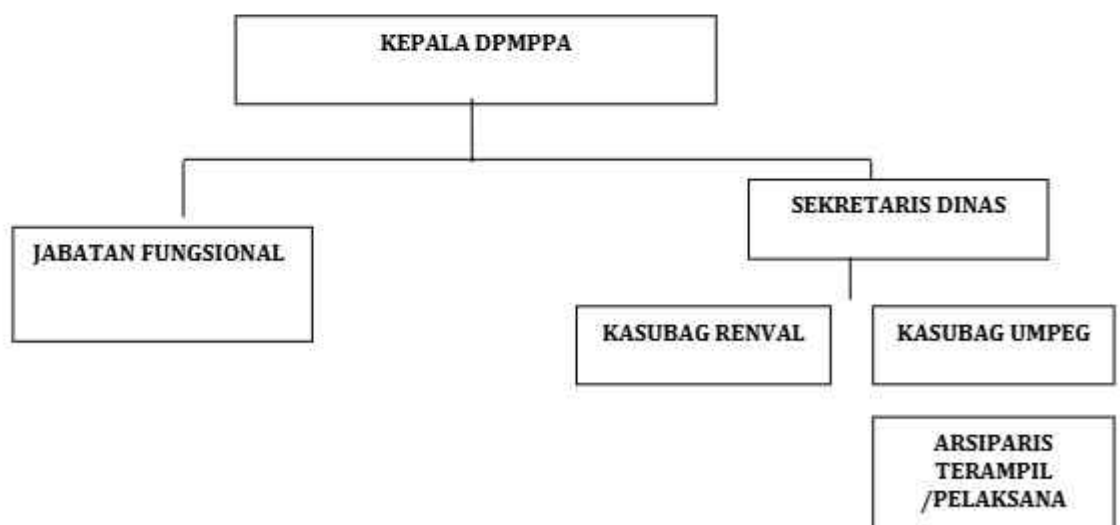 KEPALA DPMPPA
SEKRETARIS DINAS
JABATAN FUNGSIONAL
KASUBAG RENVAL
KASUBAG UMPEG
ARSIPARIS
TERAMPIL
/PELAKSANA